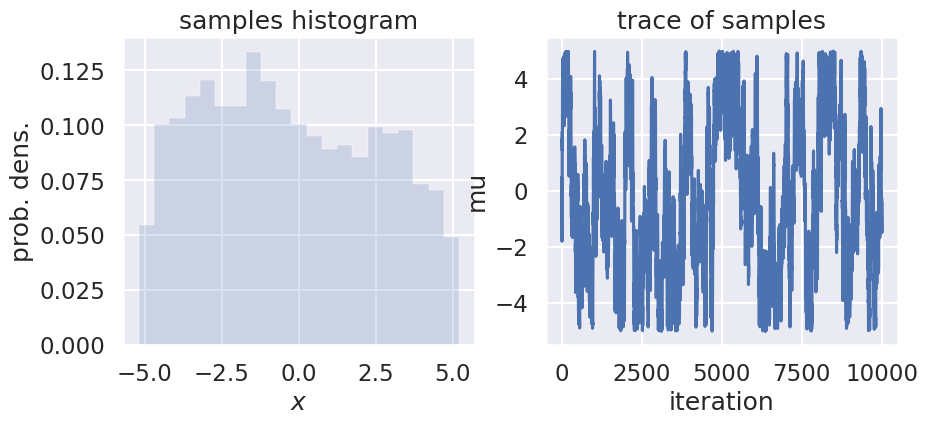 samples histogram
prob. dens.
0.125
0.100
0.075
0.050
0.025
0.000
−5.0 −2.5 0.0 2.5 5.0
x
trace of samples
mu
4
2
0
−2
−4
0 2500 5000 7500 10000
iteration